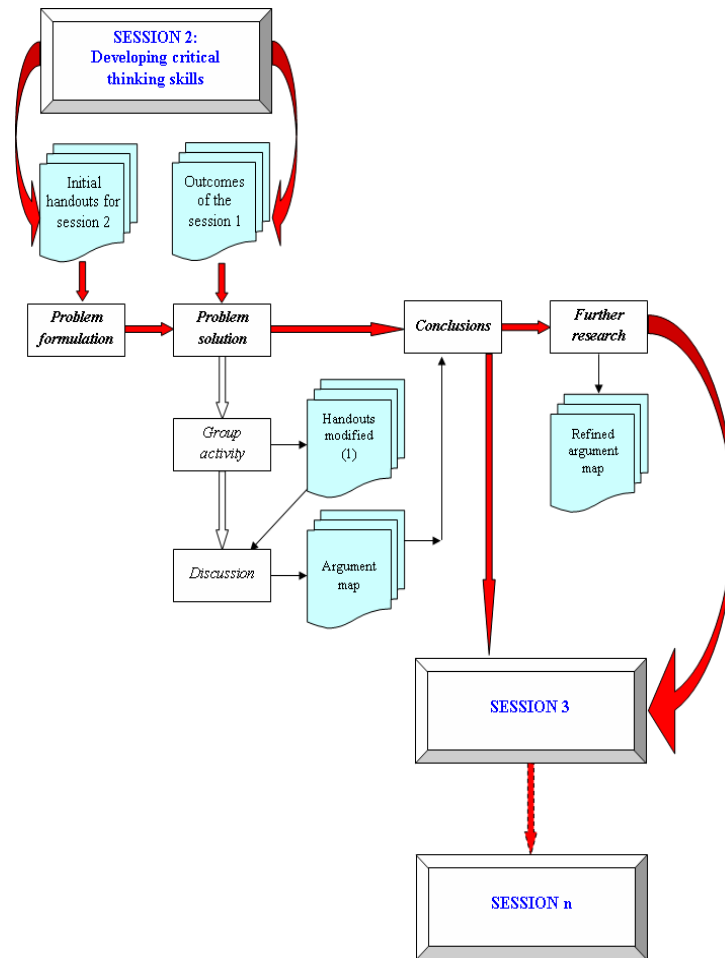 SESSION 2:
Developing critical
thinking skills
Initial
handouts for
session 2
Outcomes
of the
session 1
Problem
formulation
Problem
solution
Conclusions
Further
research
Group
activity
Handouts
modified
(1)
Refined
argument
map
Discussion
Argument
map
SESSION 3
SESSION n